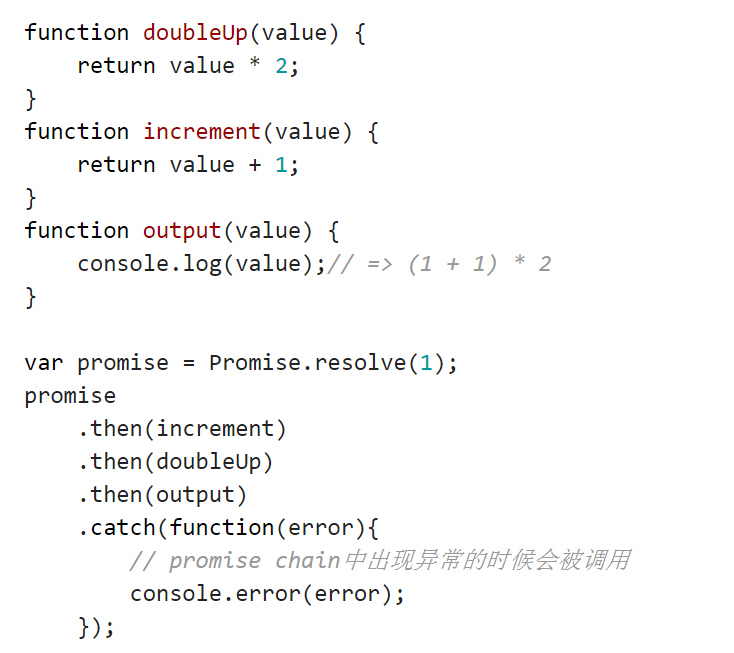 function doubleUp(value) {
    return value * 2;
}
function increment(value) {
    return value + 1;
}
function output(value) {
    console.log(value);// => (1 + 1) * 2
}

var promise = Promise.resolve(1);
promise
    .then(increment)
    .then(doubleUp)
    .then(output)
    .catch(function(error){
        // promise chain中出现异常的时候会被调用
        console.error(error);
    });